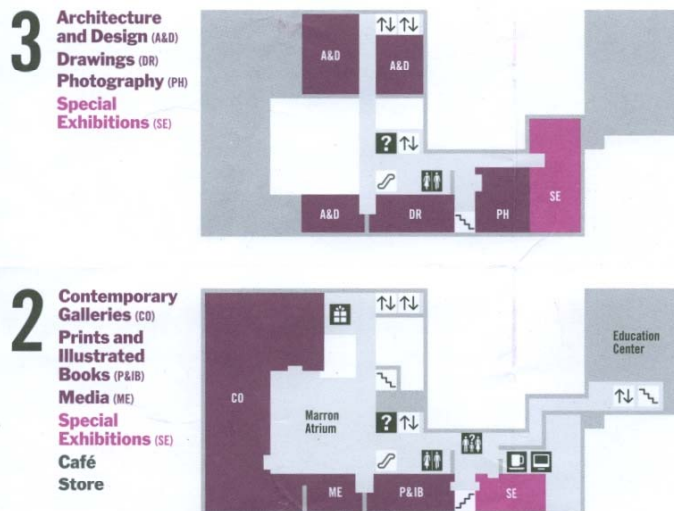 3
Architecture
and Design (A&D)
Drawings (DR)
Photography (PH)
Special
Exhibitions (SE)
A&D
A&D
?
A&D
DR
PH
SE
2
Contemporary
Galleries (CO)
Prints and
Illustrated
Books (P&IB)
Media (ME)
Special
Exhibitions (SE)
Café
Store
Education
Center
CO
Marron
Atrium
?
?
ME
P&IB
SE